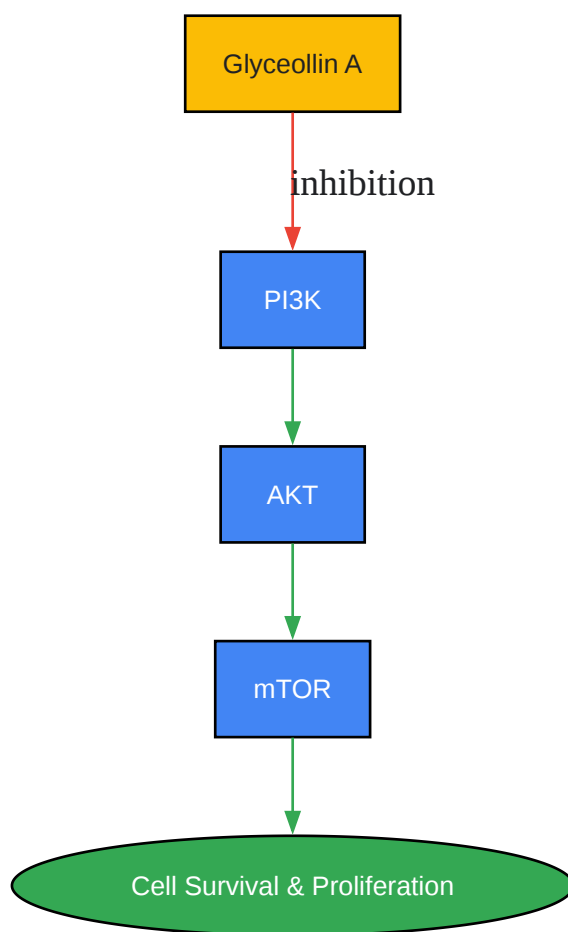 Glyceollin A
inhibition
PI3K
AKT
mTOR
Cell Survival & Proliferation